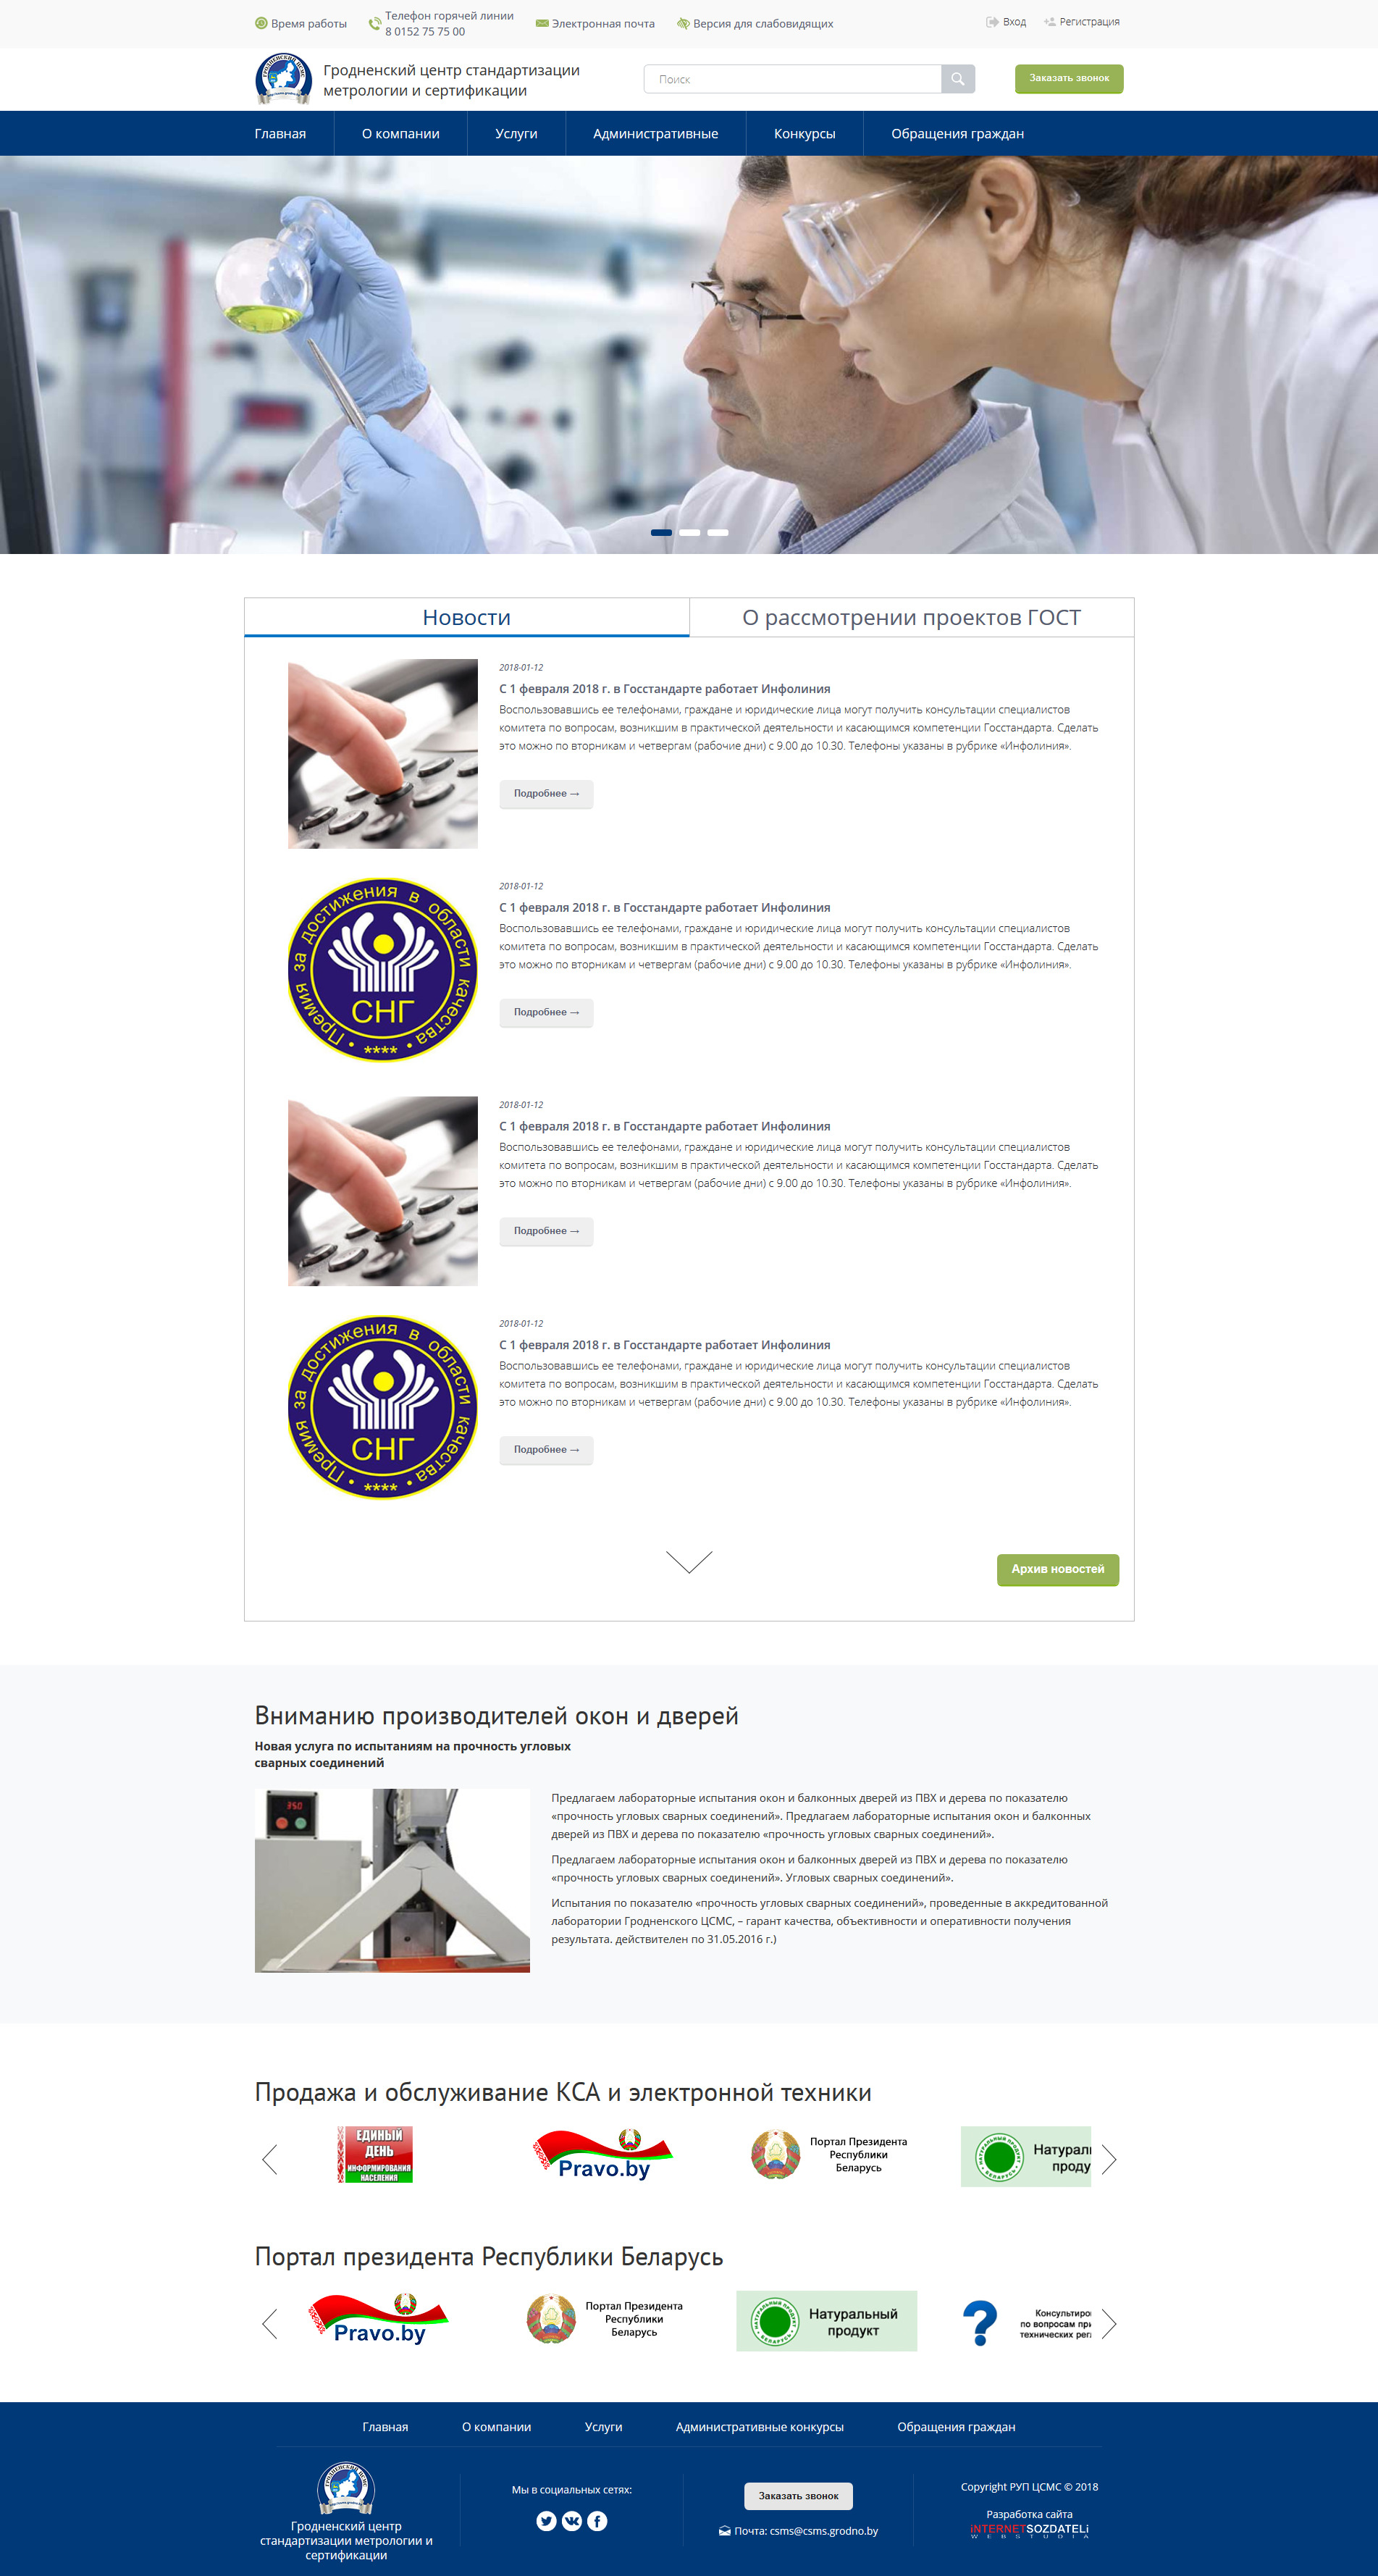 Время работы
Телефон горячей линии
8 0152 75 75 00
Электронная почта
Версия для слабовидящих
Вход
Регистрация
Гродненский центр стандартизации
метрологии и сертификации
Поиск
Заказать звонок
Главная
О компании
Услуги
Административные
Конкурсы
Обращения граждан
Новости
О рассмотрении проектов ГОСТ
2018-01-12
С 1 февраля 2018 г. в Госстандарте работает Инфолиния
Воспользовавшись ее телефонами, граждане и юридические лица могут получить консультации специалистов
комитета по вопросам, возникшим в практической деятельности и касающимся компетенции Госстандарта. Сделать
это можно по вторникам и четвергам (рабочие дни) с 9.00 до 10.30. Телефоны указаны в рубрике «Инфолиния».
Подробнее →
Премия за достижения в области качества
СНГ
****
2018-01-12
С 1 февраля 2018 г. в Госстандарте работает Инфолиния
Воспользовавшись ее телефонами, граждане и юридические лица могут получить консультации специалистов
комитета по вопросам, возникшим в практической деятельности и касающимся компетенции Госстандарта. Сделать
это можно по вторникам и четвергам (рабочие дни) с 9.00 до 10.30. Телефоны указаны в рубрике «Инфолиния».
Подробнее →
2018-01-12
С 1 февраля 2018 г. в Госстандарте работает Инфолиния
Воспользовавшись ее телефонами, граждане и юридические лица могут получить консультации специалистов
комитета по вопросам, возникшим в практической деятельности и касающимся компетенции Госстандарта. Сделать
это можно по вторникам и четвергам (рабочие дни) с 9.00 до 10.30. Телефоны указаны в рубрике «Инфолиния».
Подробнее →
Премия за достижения в области качества
СНГ
****
2018-01-12
С 1 февраля 2018 г. в Госстандарте работает Инфолиния
Воспользовавшись ее телефонами, граждане и юридические лица могут получить консультации специалистов
комитета по вопросам, возникшим в практической деятельности и касающимся компетенции Госстандарта. Сделать
это можно по вторникам и четвергам (рабочие дни) с 9.00 до 10.30. Телефоны указаны в рубрике «Инфолиния».
Подробнее →
Архив новостей
Вниманию производителей окон и дверей
Новая услуга по испытаниям на прочность угловых
сварных соединений
350
Предлагаем лабораторные испытания окон и балконных дверей из ПВХ и дерева по показателю
«прочность угловых сварных соединений». Предлагаем лабораторные испытания окон и балконных
дверей из ПВХ и дерева по показателю «прочность угловых сварных соединений».
Предлагаем лабораторные испытания окон и балконных дверей из ПВХ и дерева по показателю
«прочность угловых сварных соединений». Угловых сварных соединений».
Испытания по показателю «прочность угловых сварных соединений», проведенные в аккредитованной
лаборатории Гродненского ЦСМС, – гарант качества, объективности и оперативности получения
результата. действителен по 31.05.2016 г.)
Продажа и обслуживание КСА и электронной техники
ЕДИНЫЙ
ДЕНЬ
ИНФОРМИРОВАНИЯ
НАСЕЛЕНИЯ
Pravo.by
Портал Президента
Республики
Беларусь
Натураль
проду
Портал президента Республики Беларусь
Pravo.by
Портал Президента
Республики
Беларусь
Натуральный
продукт
?
Консультиров
по вопросам при
технических рег
Главная
О компании
Услуги
Административные конкурсы
Обращения граждан
Гродненский центр
стандартизации метрологии и
сертификации
Мы в социальных сетях:
Заказать звонок
Почта: csms@csms.grodno.by
Copyright РУП ЦСМС © 2018
Разработка сайта
iNTERNETSOZDATELi
WEBSTUDIA